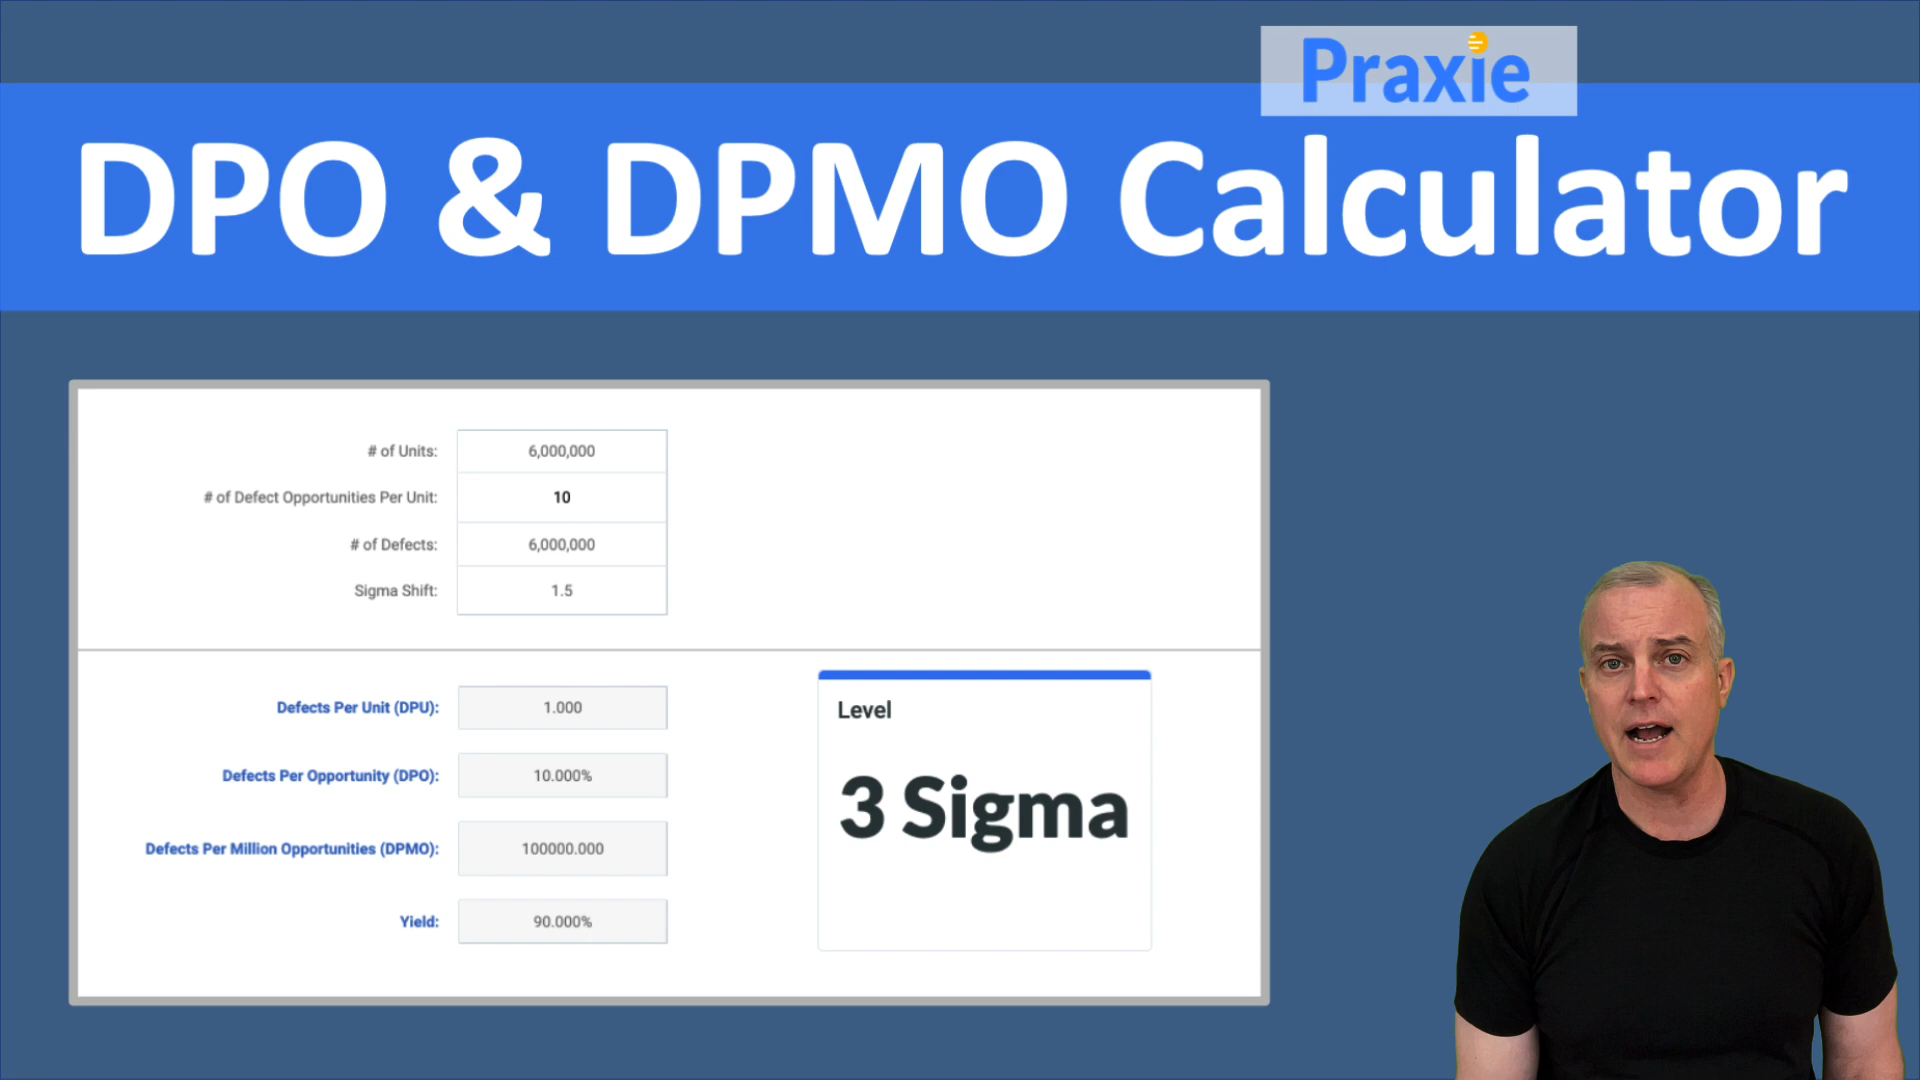 Praxie
DPO & DPMO Calculator
# of Units: 6,000,000
# of Defect Opportunities Per Unit: 10
# of Defects: 6,000,000
Sigma Shift: 1.5
Defects Per Unit (DPU): 1.000
Defects Per Opportunity (DPO): 10.000%
Defects Per Million Opportunities (DPMO): 100000.000
Yield: 90.000%
Level
3 Sigma